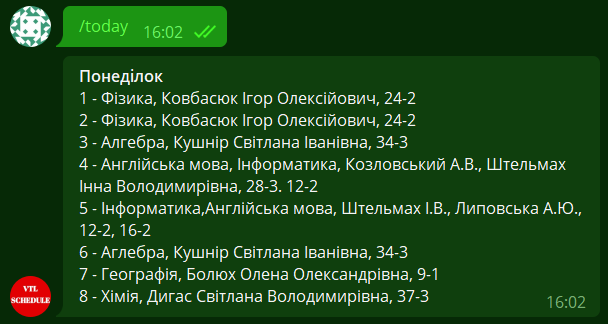 /today 16:02
Понеділок
1 - Фізика, Ковбасюк Ігор Олексійович, 24-2
2 - Фізика, Ковбасюк Ігор Олексійович, 24-2
3 - Алгебра, Кушнір Світлана Іванівна, 34-3
4 - Англійська мова, Інформатика, Козловський А.В., Штельмах
Інна Володимирівна, 28-3. 12-2
5 - Інформатика,Англійська мова, Штельмах І.В., Липовська А.Ю.,
12-2, 16-2
6 - Аглебра, Кушнір Світлана Іванівна, 34-3
7 - Географія, Болюх Олена Олександрівна, 9-1
8 - Хімія, Дигас Світлана Володимирівна, 37-3
16:02
VTL
SCHEDULE